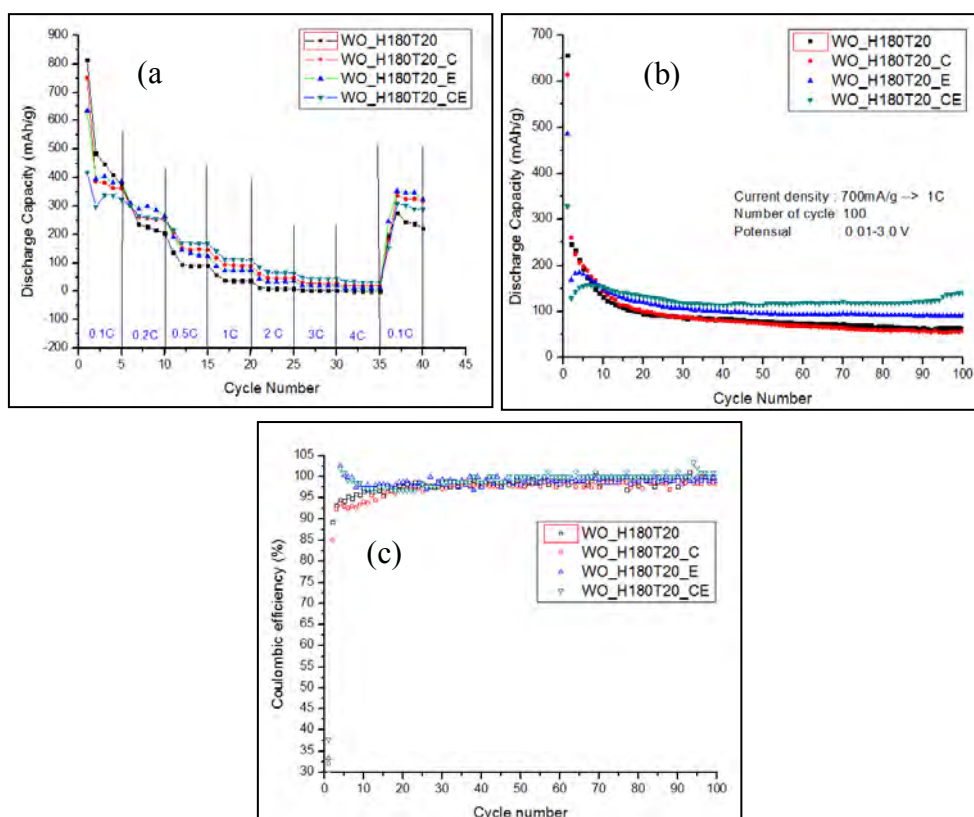 (a)
WO_H180T20
WO_H180T20_C
WO_H180T20_E
WO_H180T20_CE
900
800
700
600
500
400
300
200
100
0
-100
-200
Discharge Capacity (mAh/g)
0.1C 0.2C 0.5C 1C 2 C 3C 4C 0.1C
0 5 10 15 20 25 30 35 40 45
Cycle Number
(b)
WO_H180T20
WO_H180T20_C
WO_H180T20_E
WO_H180T20_CE
700
600
500
400
300
200
100
0
Discharge Capacity (mAh/g)
Current density : 700mA/g --> 1C
Number of cycle: 100
Potensial : 0 01-3 0 V
0 10 20 30 40 50 60 70 80 90 100
Cycle Number
(c)
WO_H180T20
WO_H180T20_C
WO_H180T20_E
WO_H180T20_CE
105
100
95
90
85
80
75
70
65
60
55
50
45
40
35
30
Coulombic efficiency (%)
0 10 20 30 40 50 60 70 80 90 100
Cycle number